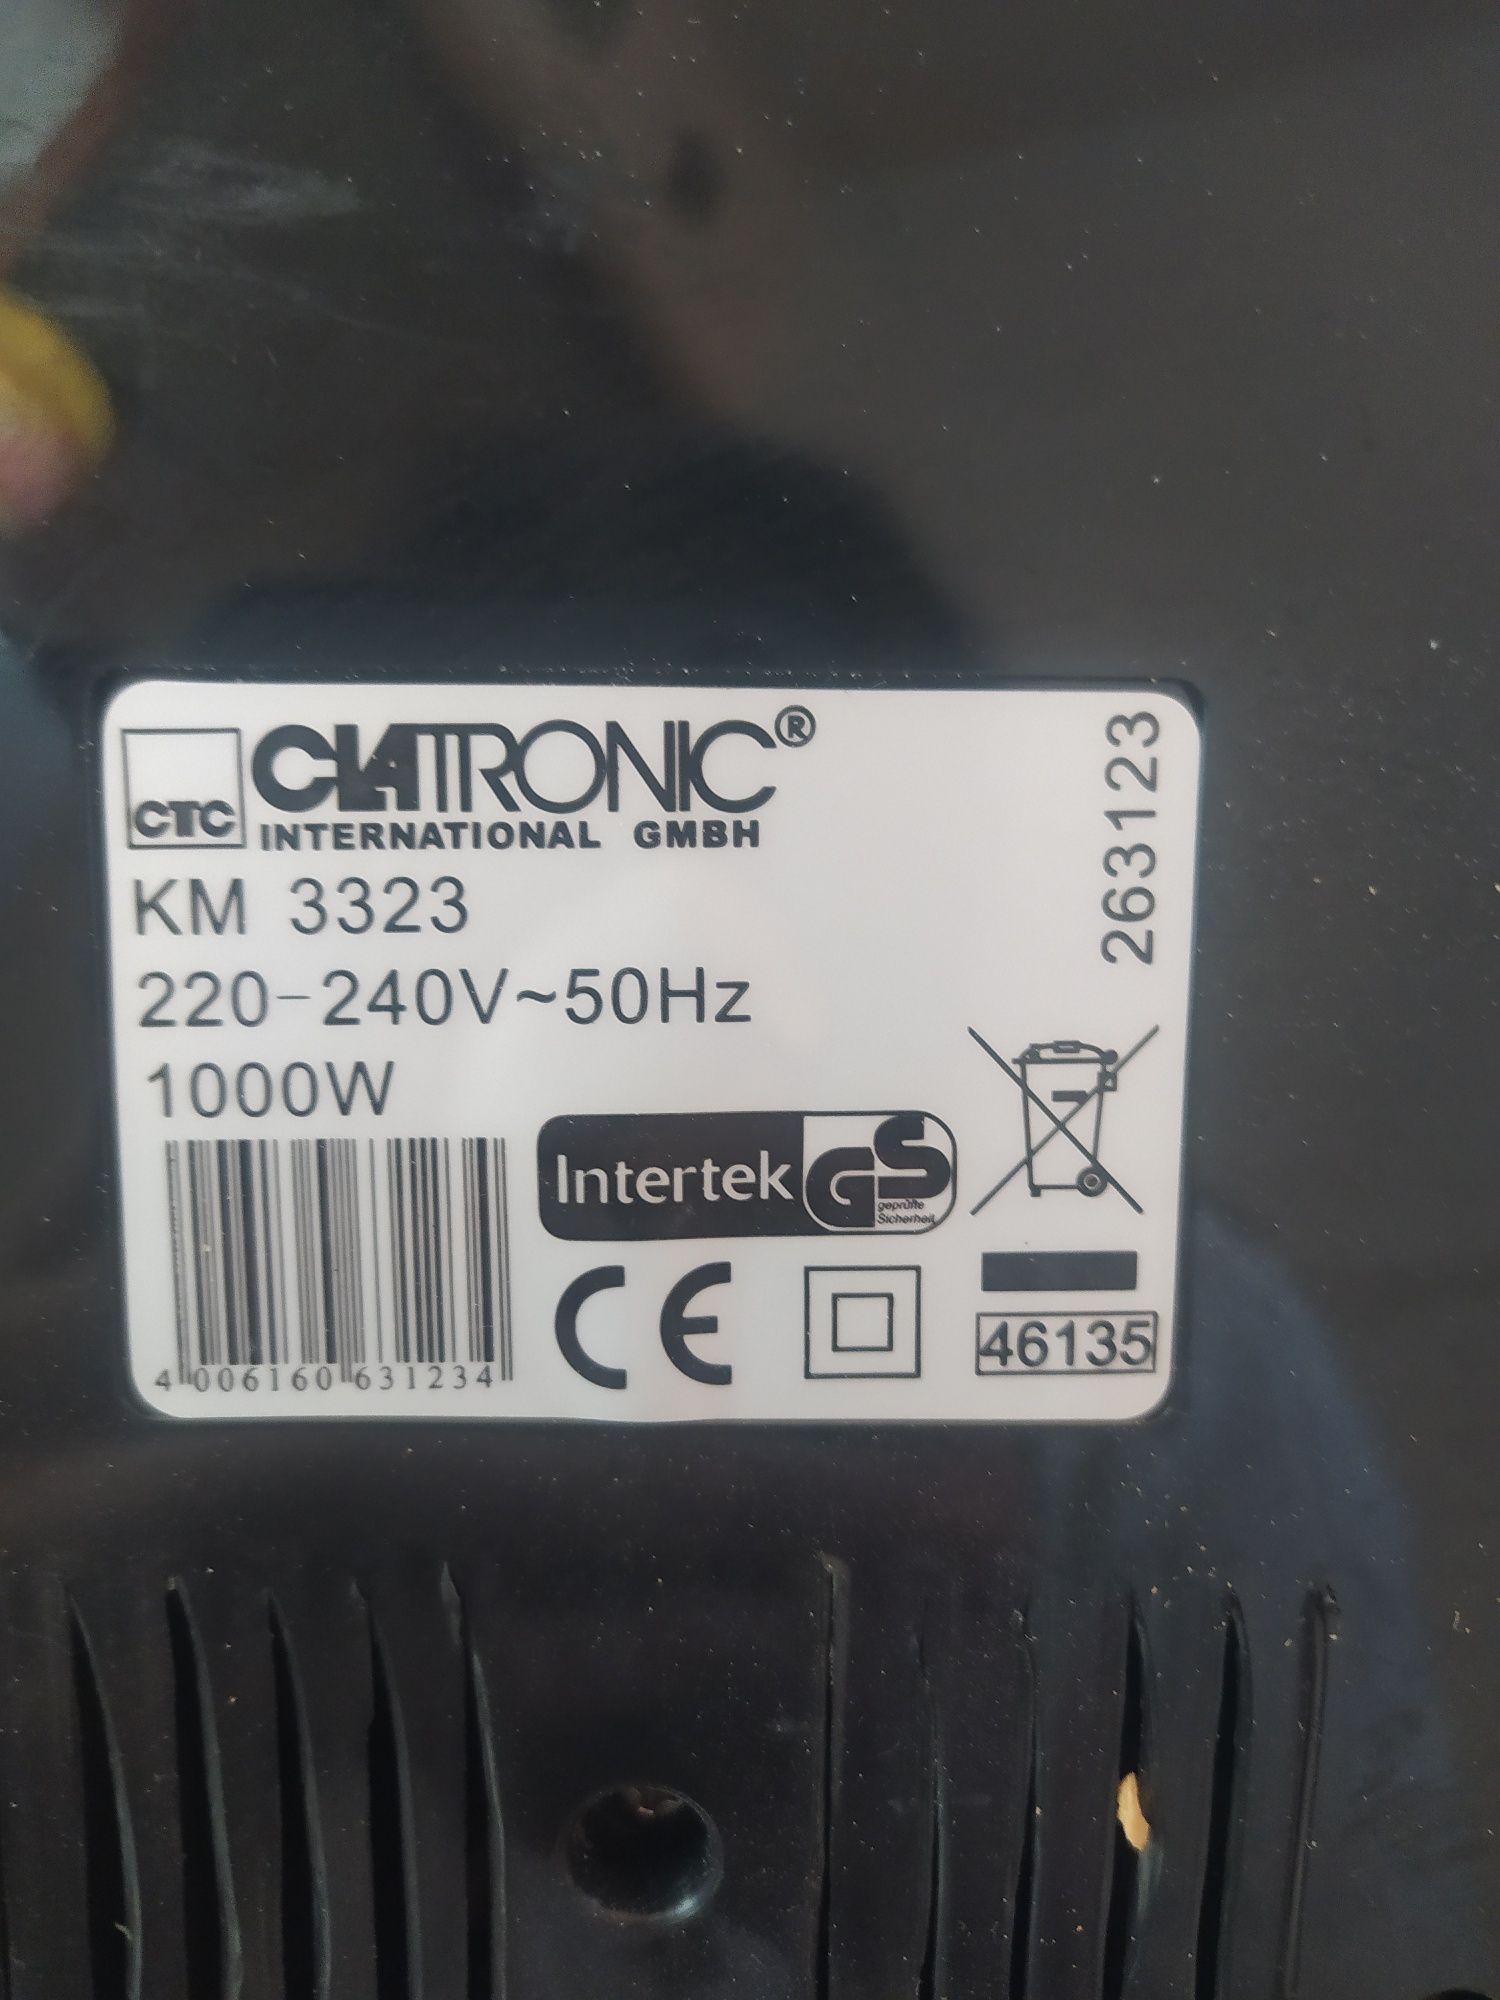 CTC CLATRONIC®
INTERNATIONAL GMBH
KM 3323
220-240V~50Hz
1000W
263123
Intertek GS
geprüfte
Sicherheit
CE
46135
4 006160 631234